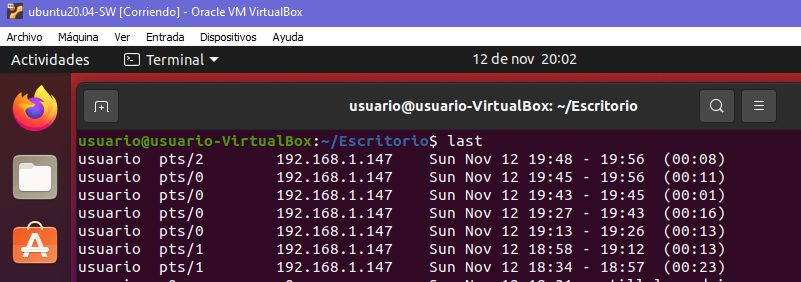 ubuntu20.04-SW [Corriendo] - Oracle VM VirtualBox
Archivo Máquina Ver Entrada Dispositivos Ayuda
Actividades Terminal 12 de nov 20:02
usuario@usuario-VirtualBox: ~/Escritorio
usuario@usuario-VirtualBox:~/Escritorio$ last
usuario pts/2 192.168.1.147 Sun Nov 12 19:48 - 19:56 (00:08)
usuario pts/0 192.168.1.147 Sun Nov 12 19:45 - 19:56 (00:11)
usuario pts/0 192.168.1.147 Sun Nov 12 19:43 - 19:45 (00:01)
usuario pts/0 192.168.1.147 Sun Nov 12 19:27 - 19:43 (00:16)
usuario pts/0 192.168.1.147 Sun Nov 12 19:13 - 19:26 (00:13)
usuario pts/1 192.168.1.147 Sun Nov 12 18:58 - 19:12 (00:13)
usuario pts/1 192.168.1.147 Sun Nov 12 18:34 - 18:57 (00:23)